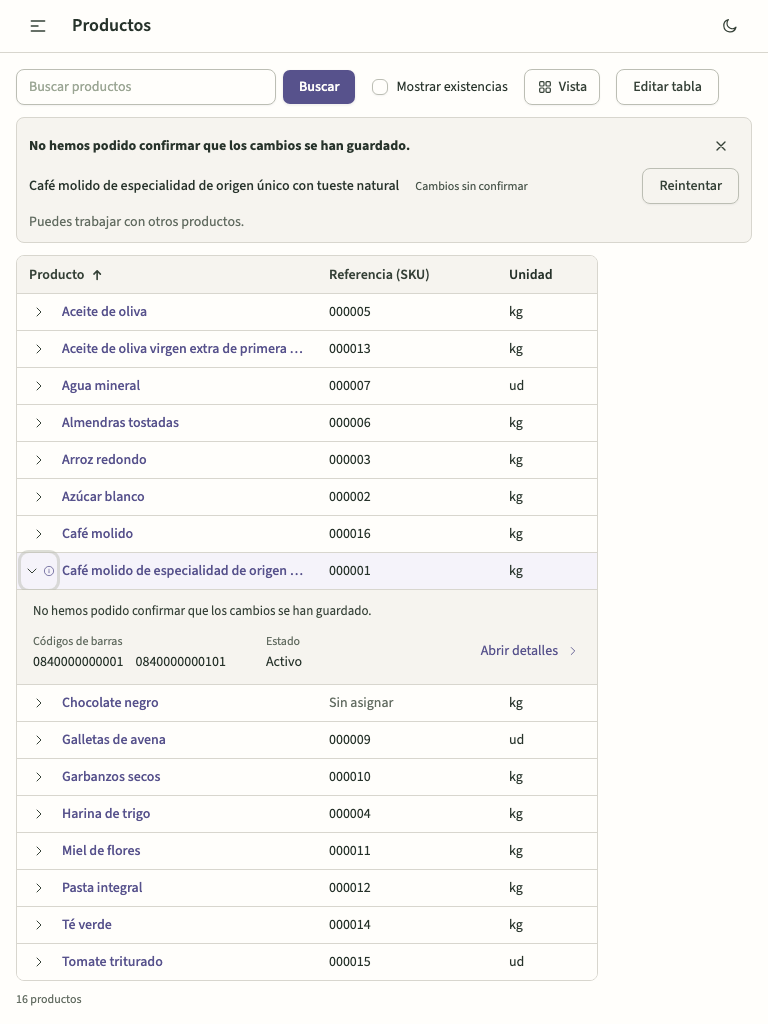 Productos
Buscar productos
Buscar
Mostrar existencias
Vista
Editar tabla
No hemos podido confirmar que los cambios se han guardado.
Café molido de especialidad de origen único con tueste natural Cambios sin confirmar
Reintentar
Puedes trabajar con otros productos.
Producto Referencia (SKU) Unidad
Aceite de oliva 000005 kg
Aceite de oliva virgen extra de primera … 000013 kg
Agua mineral 000007 ud
Almendras tostadas 000006 kg
Arroz redondo 000003 kg
Azúcar blanco 000002 kg
Café molido 000016 kg
Café molido de especialidad de origen … 000001 kg
No hemos podido confirmar que los cambios se han guardado.
Códigos de barras Estado
0840000000001 0840000000101 Activo
Abrir detalles
Chocolate negro Sin asignar kg
Galletas de avena 000009 ud
Garbanzos secos 000010 kg
Harina de trigo 000004 kg
Miel de flores 000011 kg
Pasta integral 000012 kg
Té verde 000014 kg
Tomate triturado 000015 ud
16 productos